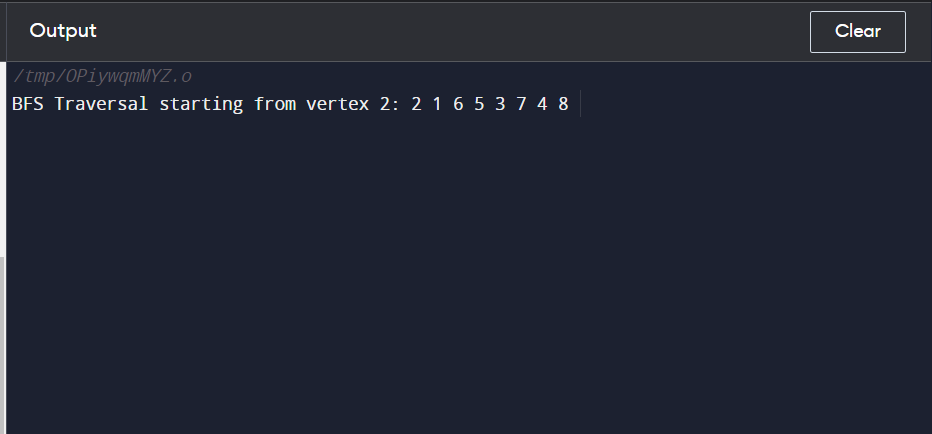 Output
Clear
/tmp/OPiywqmMYZ.o
BFS Traversal starting from vertex 2: 2 1 6 5 3 7 4 8